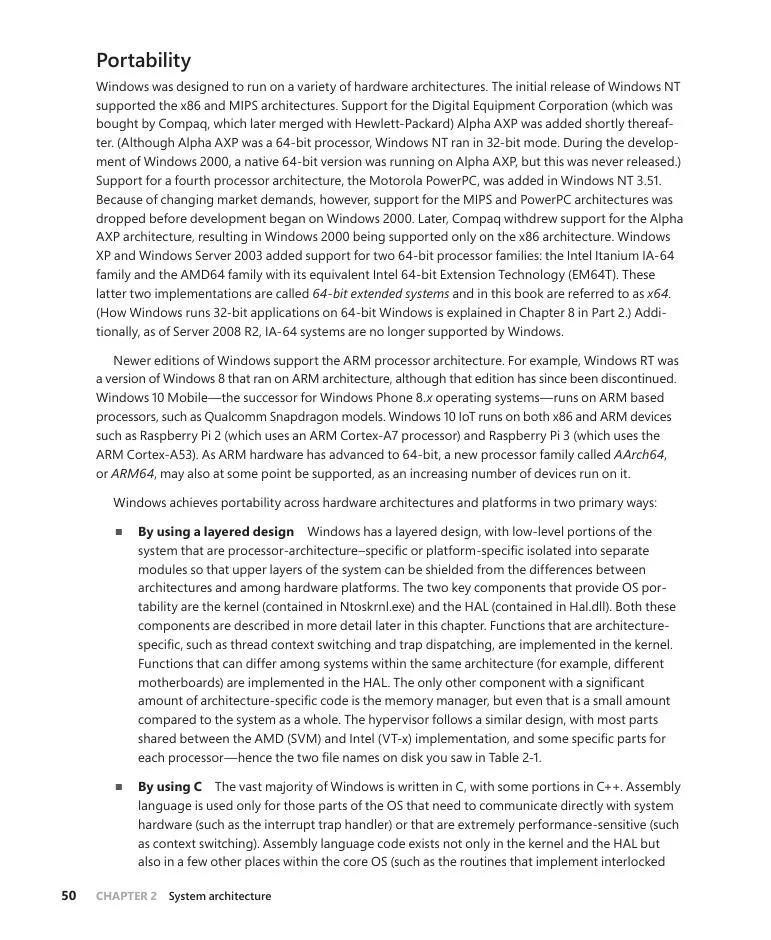 Portability
Windows was designed to run on a variety of hardware architectures. The initial release of Windows NT
supported the x86 and MIPS architectures. Support for the Digital Equipment Corporation (which was
bought by Compaq, which later merged with Hewlett-Packard) Alpha AXP was added shortly thereaf-
ter. (Although Alpha AXP was a 64-bit processor, Windows NT ran in 32-bit mode. During the develop-
ment of Windows 2000, a native 64-bit version was running on Alpha AXP, but this was never released.)
Support for a fourth processor architecture, the Motorola PowerPC, was added in Windows NT 3.51.
Because of changing market demands, however, support for the MIPS and PowerPC architectures was
dropped before development began on Windows 2000. Later, Compaq withdrew support for the Alpha
AXP architecture, resulting in Windows 2000 being supported only on the x86 architecture. Windows
XP and Windows Server 2003 added support for two 64-bit processor families: the Intel Itanium IA-64
family and the AMD64 family with its equivalent Intel 64-bit Extension Technology (EM64T). These
latter two implementations are called 64-bit extended systems and in this book are referred to as x64.
(How Windows runs 32-bit applications on 64-bit Windows is explained in Chapter 8 in Part 2.) Addi-
tionally, as of Server 2008 R2, IA-64 systems are no longer supported by Windows.
Newer editions of Windows support the ARM processor architecture. For example, Windows RT was
a version of Windows 8 that ran on ARM architecture, although that edition has since been discontinued.
Windows 10 Mobile—the successor for Windows Phone 8.x operating systems—runs on ARM based
processors, such as Qualcomm Snapdragon models. Windows 10 IoT runs on both x86 and ARM devices
such as Raspberry Pi 2 (which uses an ARM Cortex-A7 processor) and Raspberry Pi 3 (which uses the
ARM Cortex-A53). As ARM hardware has advanced to 64-bit, a new processor family called AArch64,
or ARM64, may also at some point be supported, as an increasing number of devices run on it.
Windows achieves portability across hardware architectures and platforms in two primary ways:
■ By using a layered design Windows has a layered design, with low-level portions of the
system that are processor-architecture–specific or platform-specific isolated into separate
modules so that upper layers of the system can be shielded from the differences between
architectures and among hardware platforms. The two key components that provide OS por-
tability are the kernel (contained in Ntoskrnl.exe) and the HAL (contained in Hal.dll). Both these
components are described in more detail later in this chapter. Functions that are architecture-
specific, such as thread context switching and trap dispatching, are implemented in the kernel.
Functions that can differ among systems within the same architecture (for example, different
motherboards) are implemented in the HAL. The only other component with a significant
amount of architecture-specific code is the memory manager, but even that is a small amount
compared to the system as a whole. The hypervisor follows a similar design, with most parts
shared between the AMD (SVM) and Intel (VT-x) implementation, and some specific parts for
each processor—hence the two file names on disk you saw in Table 2-1.
■ By using C The vast majority of Windows is written in C, with some portions in C++. Assembly
language is used only for those parts of the OS that need to communicate directly with system
hardware (such as the interrupt trap handler) or that are extremely performance-sensitive (such
as context switching). Assembly language code exists not only in the kernel and the HAL but
also in a few other places within the core OS (such as the routines that implement interlocked
50 CHAPTER 2 System architecture